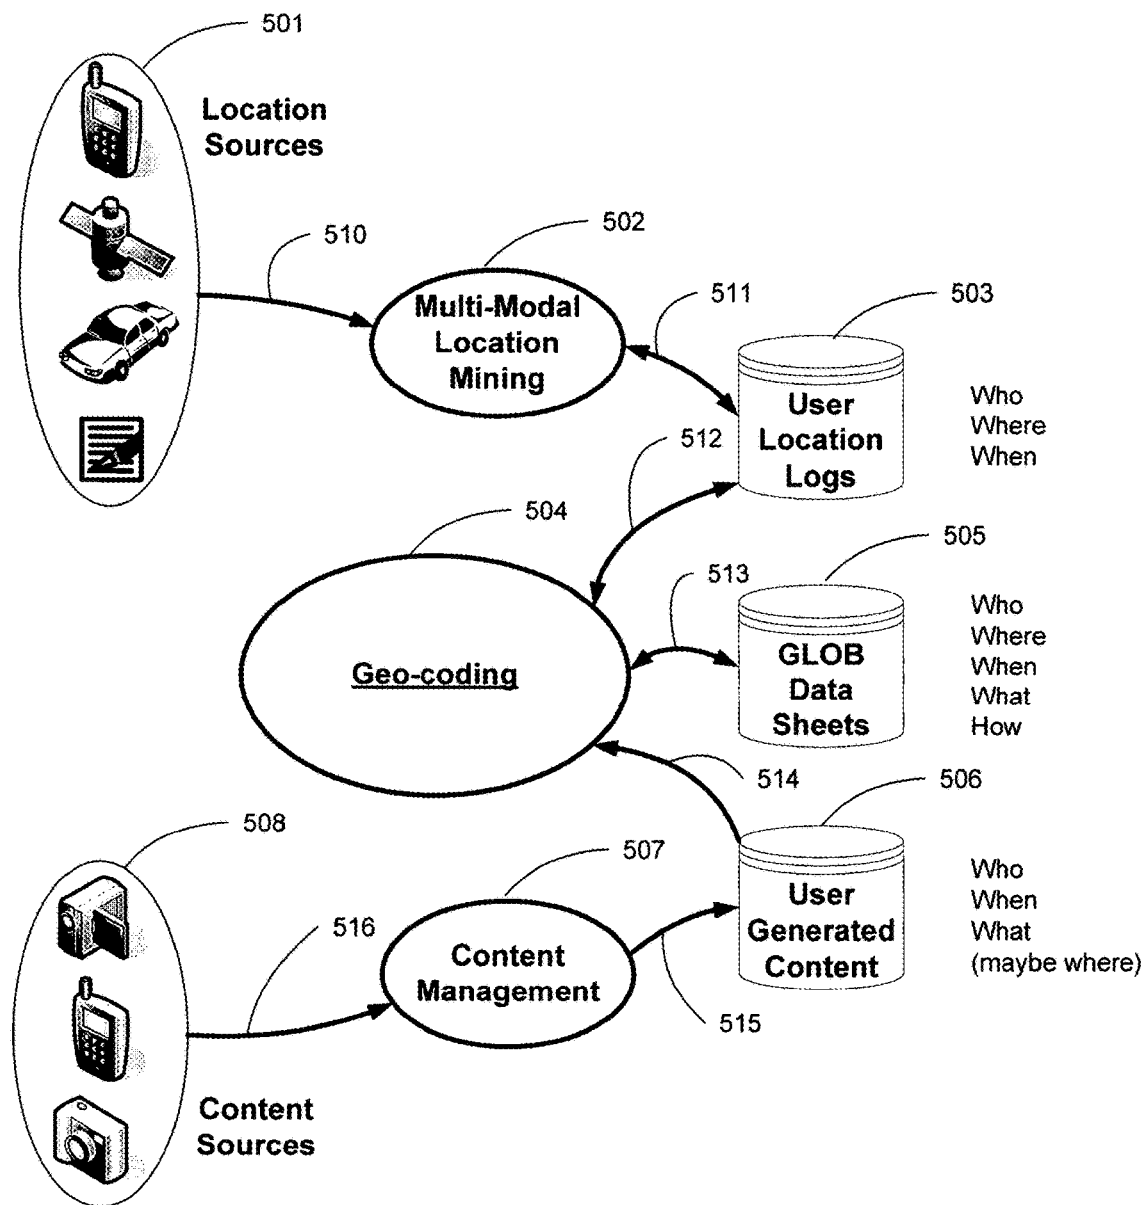 501
Location
Sources
510
502
Multi-Modal
Location
Mining
511
503
User
Location
Logs
Who
Where
When
512
504
Geo-coding
513
505
GLOB
Data
Sheets
Who
Where
When
What
How
514
506
User
Generated
Content
Who
When
What
(maybe where)
508
516
507
Content
Management
515
Content
Sources